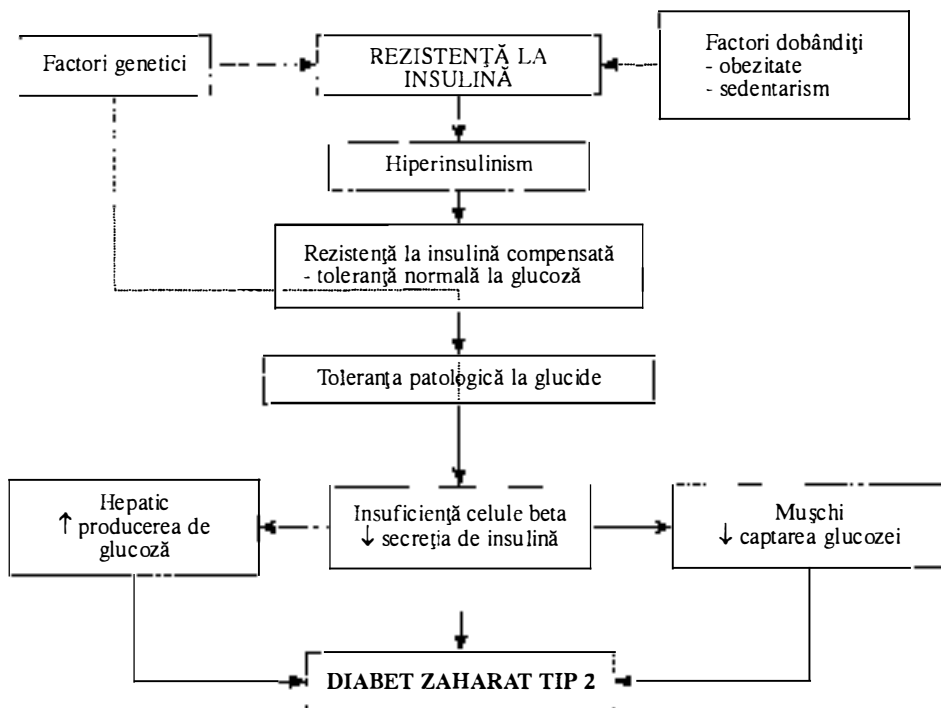 Factori genetici
REZISTENŢĂ LA
INSULINĂ
Factori dobândiţi
- obezitate
- sedentarism
Hiperinsulinism
Rezistenţă la insulină compensată
- toleranţă normală la glucoză
Toleranţa patologică la glucide
Hepatic
↑ producerea de
glucoză
Insuficienţă celule beta
↓ secreţia de insulină
Muşchi
↓ captarea glucozei
DIABET ZAHARAT TIP 2